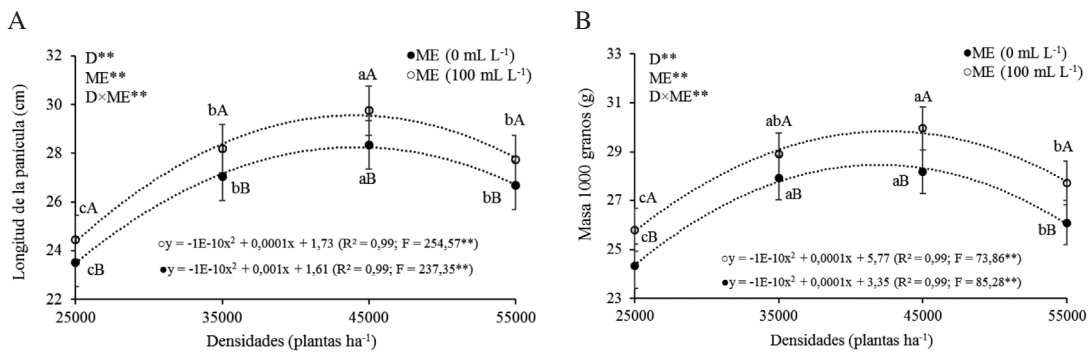 A
Longitud de la panícula (cm)
32
30
28
26
24
22
D**
ME**
D×ME**
●ME (0 mL L-1)
○ME (100 mL L-1)
cA
cB
bA
bB
aA
aB
bA
bB
○y = -1E-10x2 + 0,0001x + 1,73 (R2 = 0,99; F = 254,57**)
●y = -1E-10x2 + 0,001x + 1,61 (R2 = 0,99; F = 237,35**)
25000 35000 45000 55000
Densidades (plantas ha-1)
B
Masa 1000 granos (g)
33
31
29
27
25
23
D**
ME**
D×ME**
●ME (0 mL L-1)
○ME (100 mL L-1)
cA
cB
abA
aB
aA
aB
bA
bB
○y = -1E-10x2 + 0,0001x + 5,77 (R2 = 0,99; F = 73,86**)
●y = -1E-10x2 + 0,0001x + 3,35 (R2 = 0,99; F = 85,28**)
25000 35000 45000 55000
Densidades (plantas ha-1)